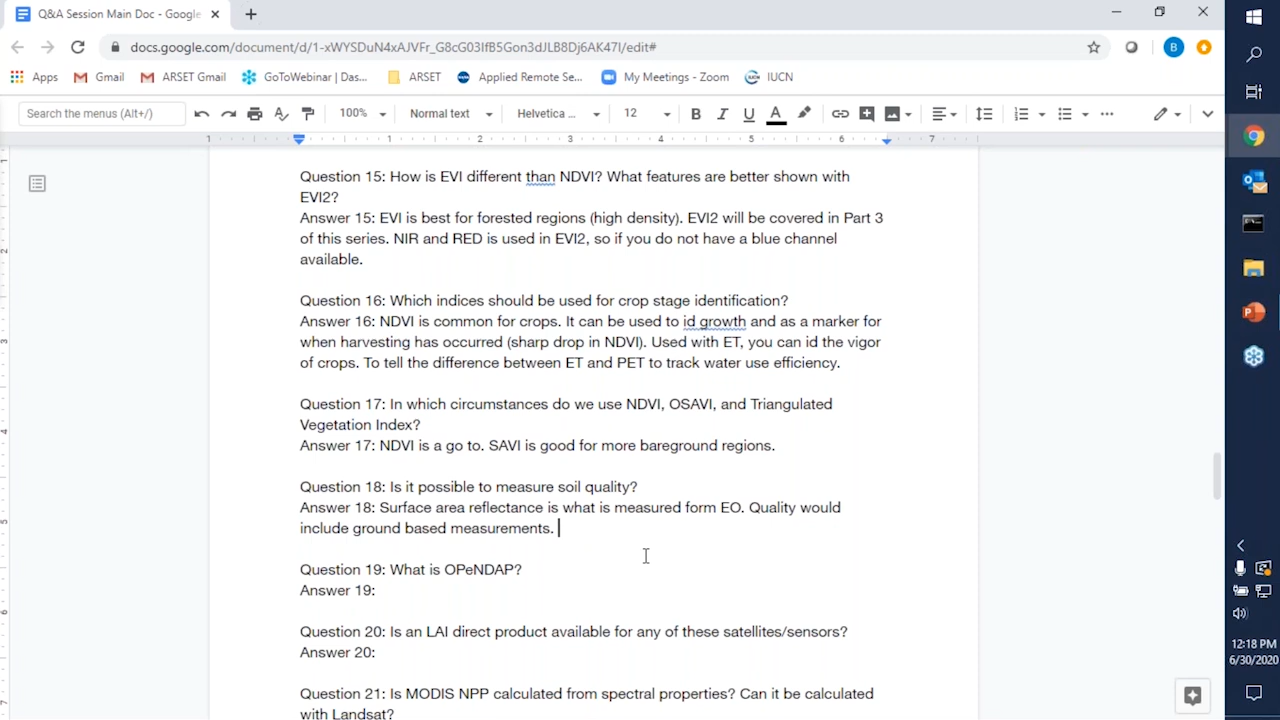 Q&A Session Main Doc - Google
docs.google.com/document/d/1-xWYSDuN4xAJVFr_G8cG03IfB5Gon3dJLB8Dj6AK47I/edit#
B
Apps Gmail ARSET Gmail GoToWebinar | Das... ARSET Applied Remote Se... My Meetings - Zoom IUCN
Search the menus (Alt+/) 100% Normal text Helvetica ... 12 B I U A
1 1 2 3 4 5 6 7
Question 15: How is EVI different than NDVI? What features are better shown with
EVI2?
Answer 15: EVI is best for forested regions (high density). EVI2 will be covered in Part 3
of this series. NIR and RED is used in EVI2, so if you do not have a blue channel
available.
Question 16: Which indices should be used for crop stage identification?
Answer 16: NDVI is common for crops. It can be used to id growth and as a marker for
when harvesting has occurred (sharp drop in NDVI). Used with ET, you can id the vigor
of crops. To tell the difference between ET and PET to track water use efficiency.
Question 17: In which circumstances do we use NDVI, OSAVI, and Triangulated
Vegetation Index?
Answer 17: NDVI is a go to. SAVI is good for more bareground regions.
Question 18: Is it possible to measure soil quality?
Answer 18: Surface area reflectance is what is measured form EO. Quality would
include ground based measurements.
Question 19: What is OPeNDAP?
Answer 19:
Question 20: Is an LAI direct product available for any of these satellites/sensors?
Answer 20:
Question 21: Is MODIS NPP calculated from spectral properties? Can it be calculated
with Landsat?
12:18 PM
6/30/2020